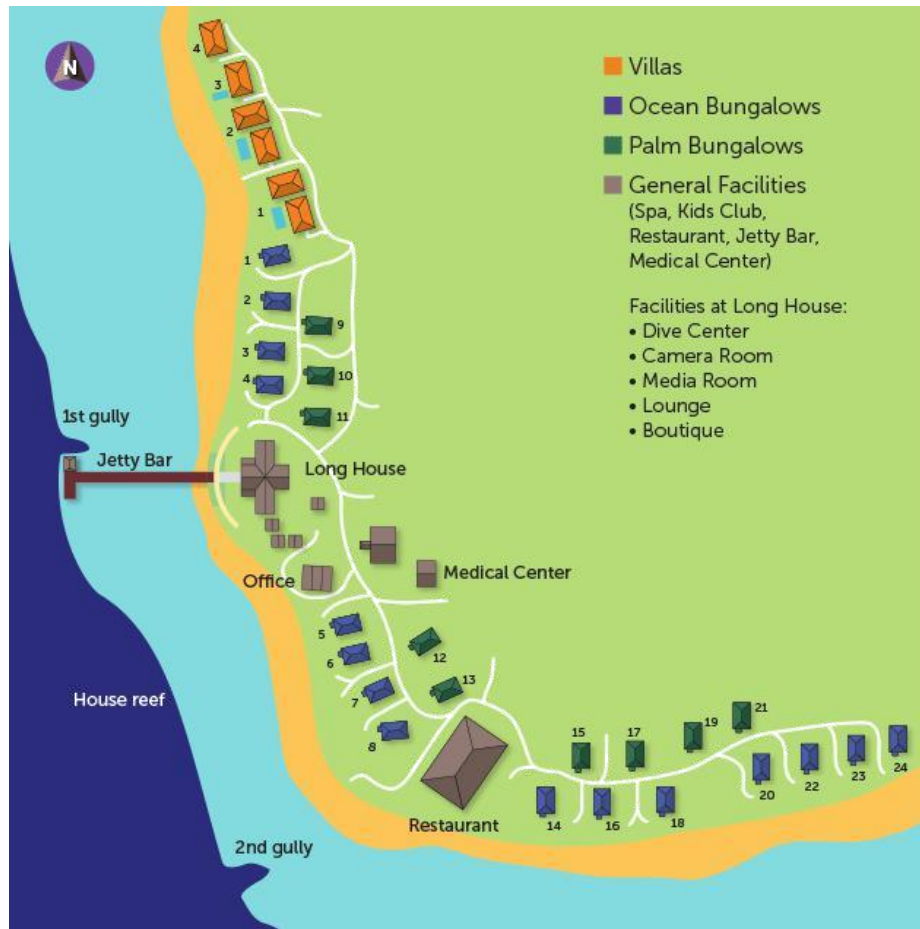 N
Villas
Ocean Bungalows
Palm Bungalows
General Facilities
(Spa, Kids Club,
Restaurant, Jetty Bar,
Medical Center)
Facilities at Long House:
• Dive Center
• Camera Room
• Media Room
• Lounge
• Boutique
4
3
2
1
1
2
9
3
10
4
11
1st gully
Jetty Bar
Long House
Office
Medical Center
5
12
6
13
7
8
House reef
15
17
19
21
14
16
18
20
22
23
24
Restaurant
2nd gully